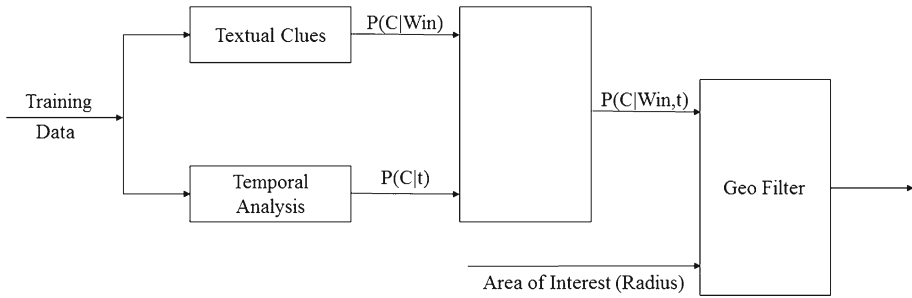 Training
Data
Textual Clues
P(C|Win)
Temporal
Analysis
P(C|t)
P(C|Win,t)
Area of Interest (Radius)
Geo Filter